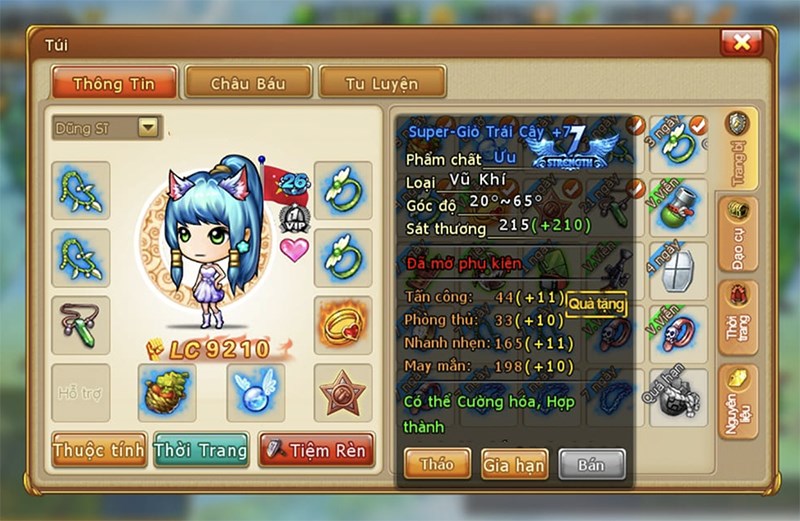 Túi
Thông Tin
Châu Báu
Tu Luyện
Dũng Sĩ
26
VIP
LC9210
Hỗ trợ
Thuộc tính
Thời Trang
Tiệm Rèn
Super-Giỏ Trái Cây +7
7
STRENGTH
Phẩm chất Ưu
Loại Vũ Khí
Góc độ 20°~65°
Sát thương 215(+210)
Đã mở phụ kiện
Tấn công: 44(+11)
Quà tặng
Phòng thủ: 33(+10)
Nhanh nhẹn: 165(+11)
May mắn: 198(+10)
Có thể Cường hóa, Hợp
thành
Tháo
Gia hạn
Bán
3 ngày
V.Viễn
4 ngày
V.Viễn
Quá hạn
Trang bị
Đạo cụ
Thời
trang
Nguyên
liệu